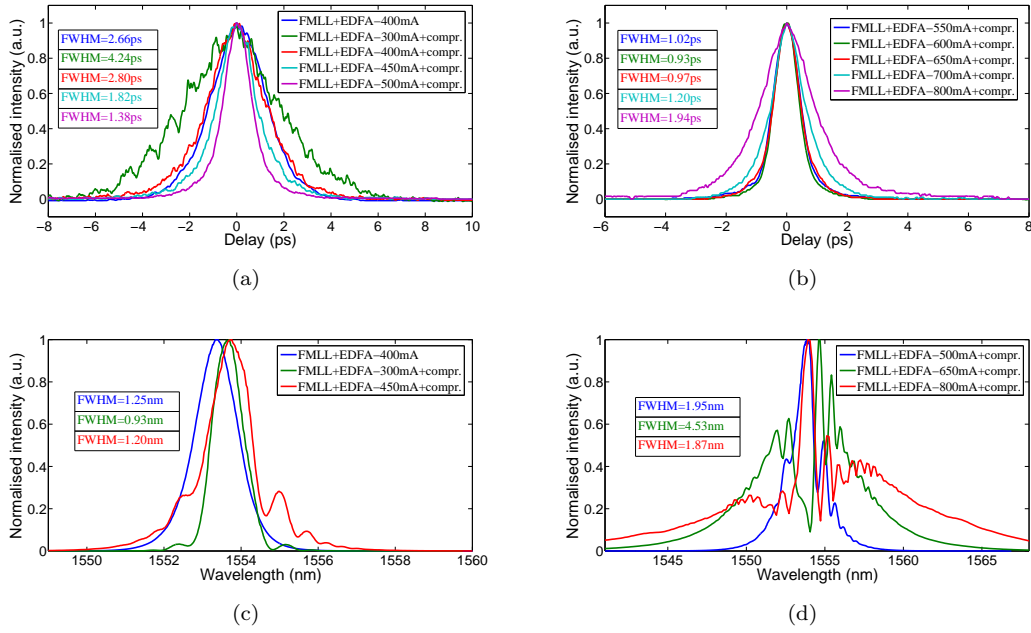 Normalised intensity (a.u.)
1
0.8
0.6
0.4
0.2
0
FWHM=2.66ps
FWHM=4.24ps
FWHM=2.80ps
FWHM=1.82ps
FWHM=1.38ps
FMLL+EDFA−400mA
FMLL+EDFA−300mA+compr.
FMLL+EDFA−400mA+compr.
FMLL+EDFA−450mA+compr.
FMLL+EDFA−500mA+compr.
−8 −6 −4 −2 0 2 4 6 8 10
Delay (ps)
(a)
Normalised intensity (a.u.)
1
0.8
0.6
0.4
0.2
0
FWHM=1.02ps
FWHM=0.93ps
FWHM=0.97ps
FWHM=1.20ps
FWHM=1.94ps
FMLL+EDFA−550mA+compr.
FMLL+EDFA−600mA+compr.
FMLL+EDFA−650mA+compr.
FMLL+EDFA−700mA+compr.
FMLL+EDFA−800mA+compr.
−6 −4 −2 0 2 4 6 8
Delay (ps)
(b)
Normalised intensity (a.u.)
1
0.8
0.6
0.4
0.2
0
FWHM=1.25nm
FWHM=0.93nm
FWHM=1.20nm
FMLL+EDFA−400mA
FMLL+EDFA−300mA+compr.
FMLL+EDFA−450mA+compr.
1550 1552 1554 1556 1558 1560
Wavelength (nm)
(c)
Normalised intensity (a.u.)
1
0.8
0.6
0.4
0.2
0
FWHM=1.95nm
FWHM=4.53nm
FWHM=1.87nm
FMLL+EDFA−500mA+compr.
FMLL+EDFA−650mA+compr.
FMLL+EDFA−800mA+compr.
1545 1550 1555 1560 1565
Wavelength (nm)
(d)